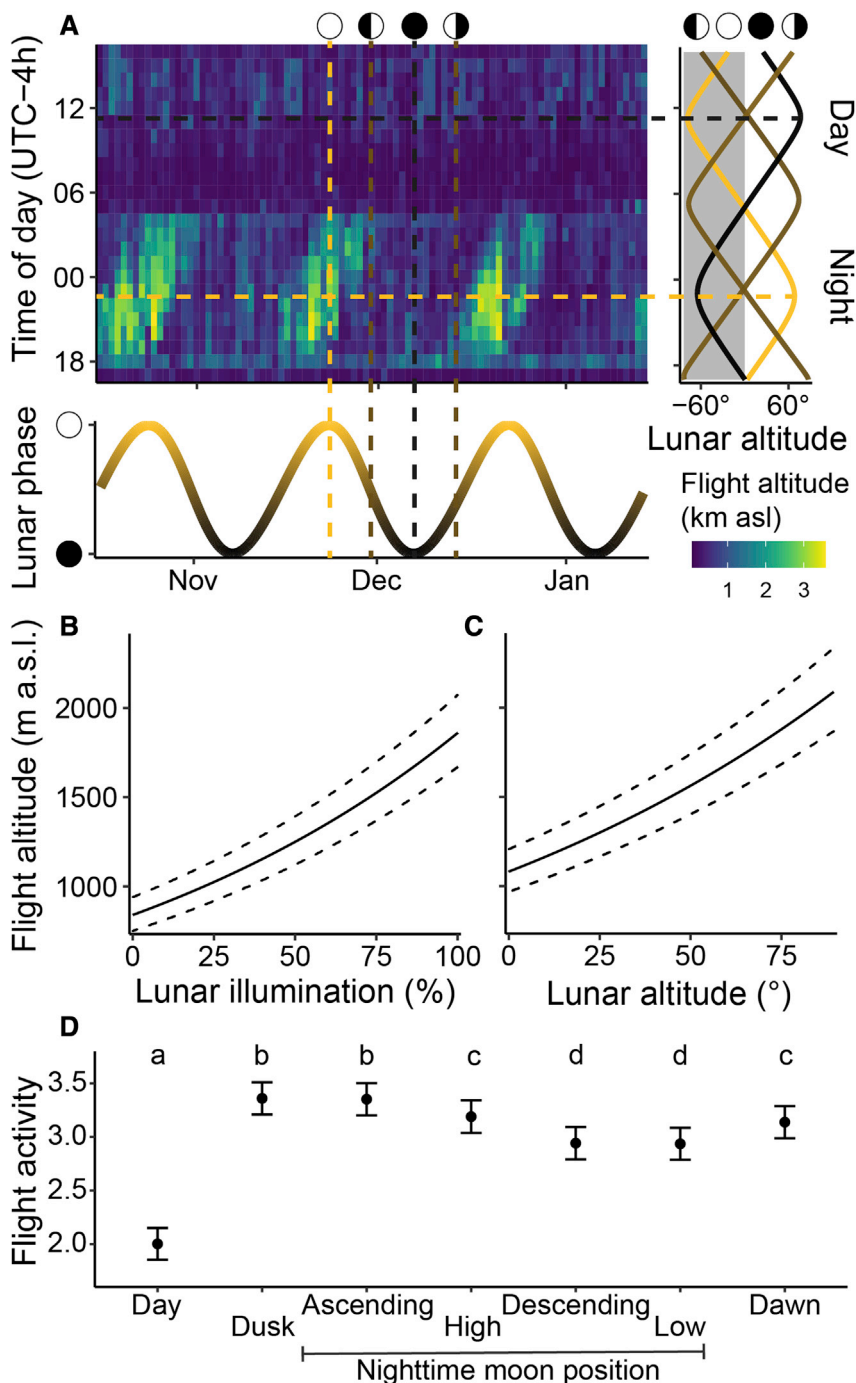 A
Time of day (UTC−4h)
12
06
00
18
Day
Night
−60° 60°
Lunar altitude
Lunar phase
Nov Dec Jan
Flight altitude
(km asl)
1 2 3
B
Flight altitude (m a.s.l.)
2000
1500
1000
0 25 50 75 100
Lunar illumination (%)
C
0 25 50 75
Lunar altitude (°)
D
Flight activity
a b b c d d c
3.5
3.0
2.5
2.0
Day Ascending Descending Dawn
Dusk High Low
Nighttime moon position